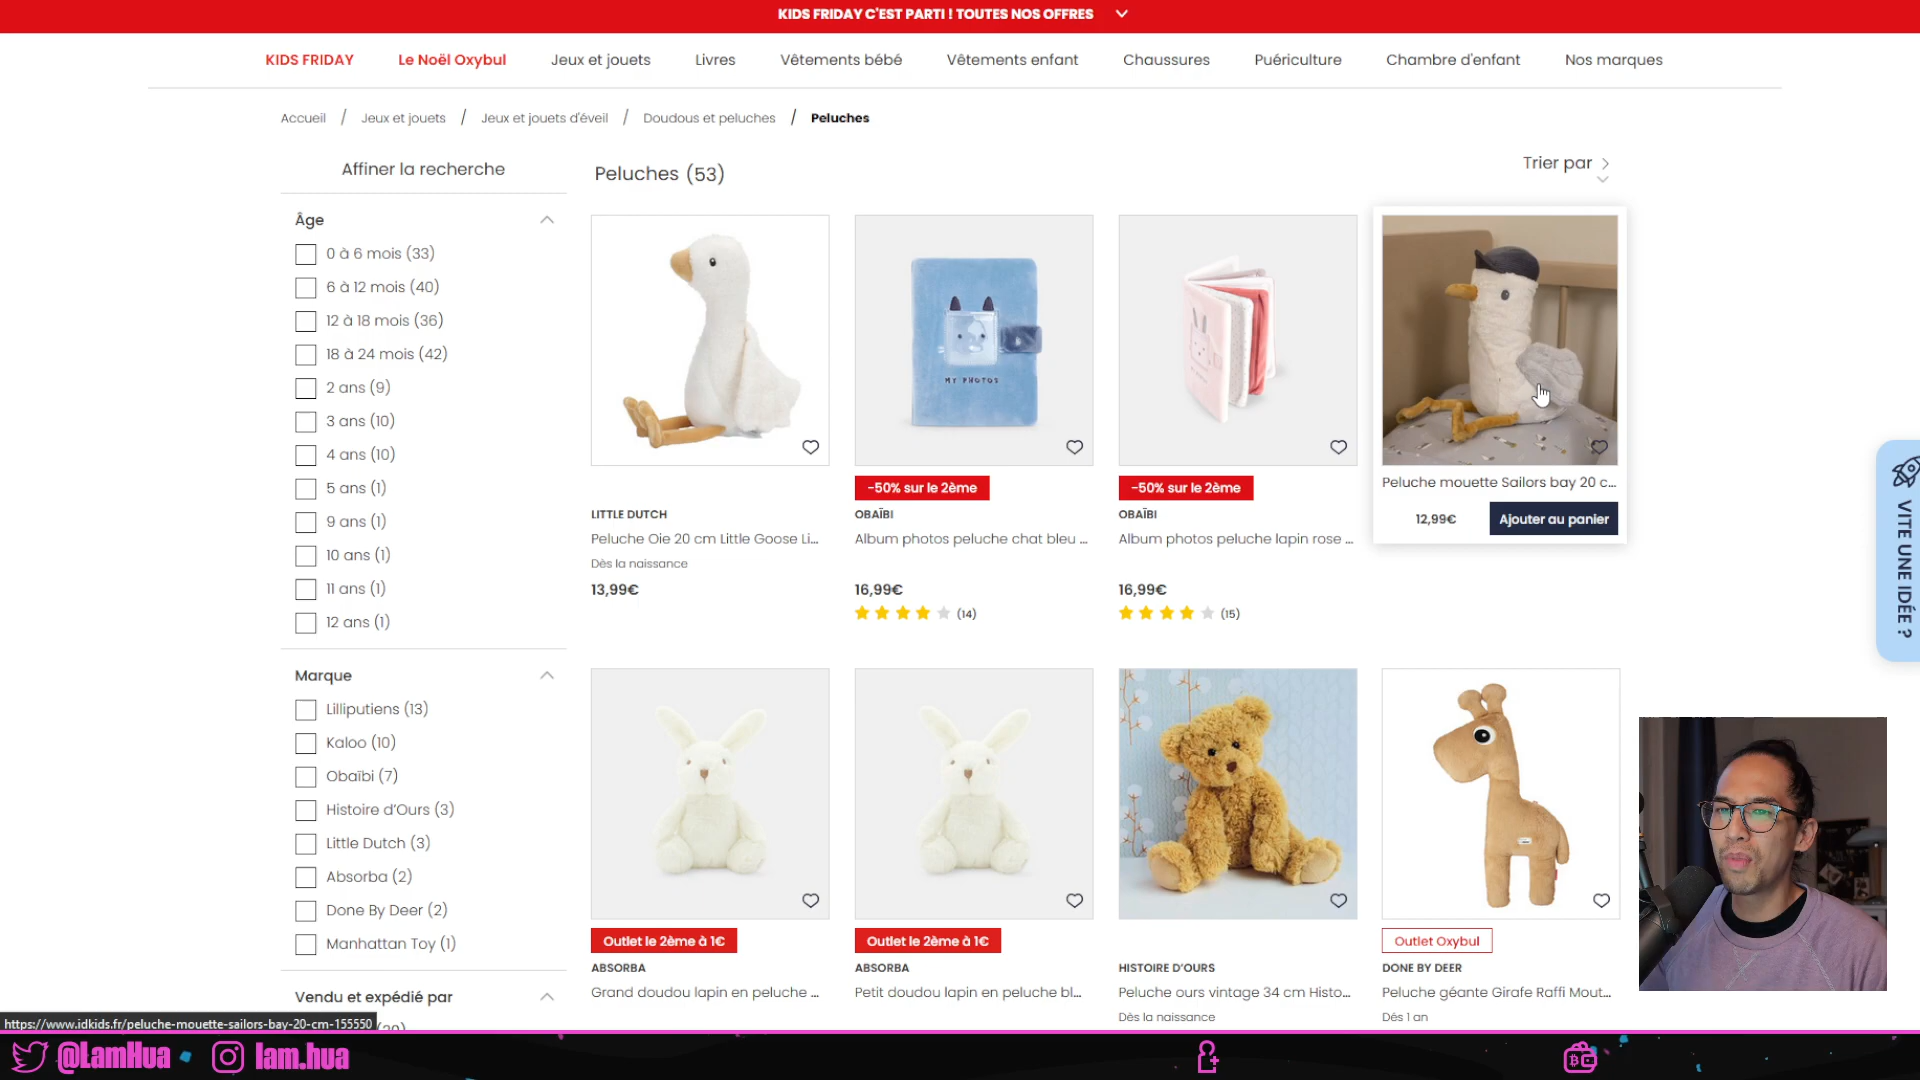 KIDS FRIDAY C'EST PARTI ! TOUTES NOS OFFRES
KIDS FRIDAY
Le Noël Oxybul
Jeux et jouets
Livres
Vêtements bébé
Vêtements enfant
Chaussures
Puériculture
Chambre d'enfant
Nos marques
Accueil / Jeux et jouets / Jeux et jouets d'éveil / Doudous et peluches / Peluches
Affiner la recherche
Âge
0 à 6 mois (33)
6 à 12 mois (40)
12 à 18 mois (36)
18 à 24 mois (42)
2 ans (9)
3 ans (10)
4 ans (10)
5 ans (1)
9 ans (1)
10 ans (1)
11 ans (1)
12 ans (1)
Marque
Lilliputiens (13)
Kaloo (10)
Obaïbi (7)
Histoire d'Ours (3)
Little Dutch (3)
Absorba (2)
Done By Deer (2)
Manhattan Toy (1)
Vendu et expédié par
Peluches (53)
Trier par
LITTLE DUTCH
Peluche Oie 20 cm Little Goose Li...
Dès la naissance
13,99€
MY PHOTOS
-50% sur le 2ème
OBAÏBI
Album photos peluche chat bleu ...
16,99€
(14)
-50% sur le 2ème
OBAÏBI
Album photos peluche lapin rose ...
16,99€
(15)
Peluche mouette Sailors bay 20 c...
12,99€
Ajouter au panier
Outlet le 2ème à 1€
ABSORBA
Grand doudou lapin en peluche ...
Outlet le 2ème à 1€
ABSORBA
Petit doudou lapin en peluche bl...
HISTOIRE D'OURS
Peluche ours vintage 34 cm Histo...
Dès la naissance
Outlet Oxybul
DONE BY DEER
Peluche géante Girafe Raffi Mout...
Dès 1 an
VITE UNE IDÉE ?
https://www.idkids.fr/peluche-mouette-sailors-bay-20-cm-155550
@LamHua
lam.hua